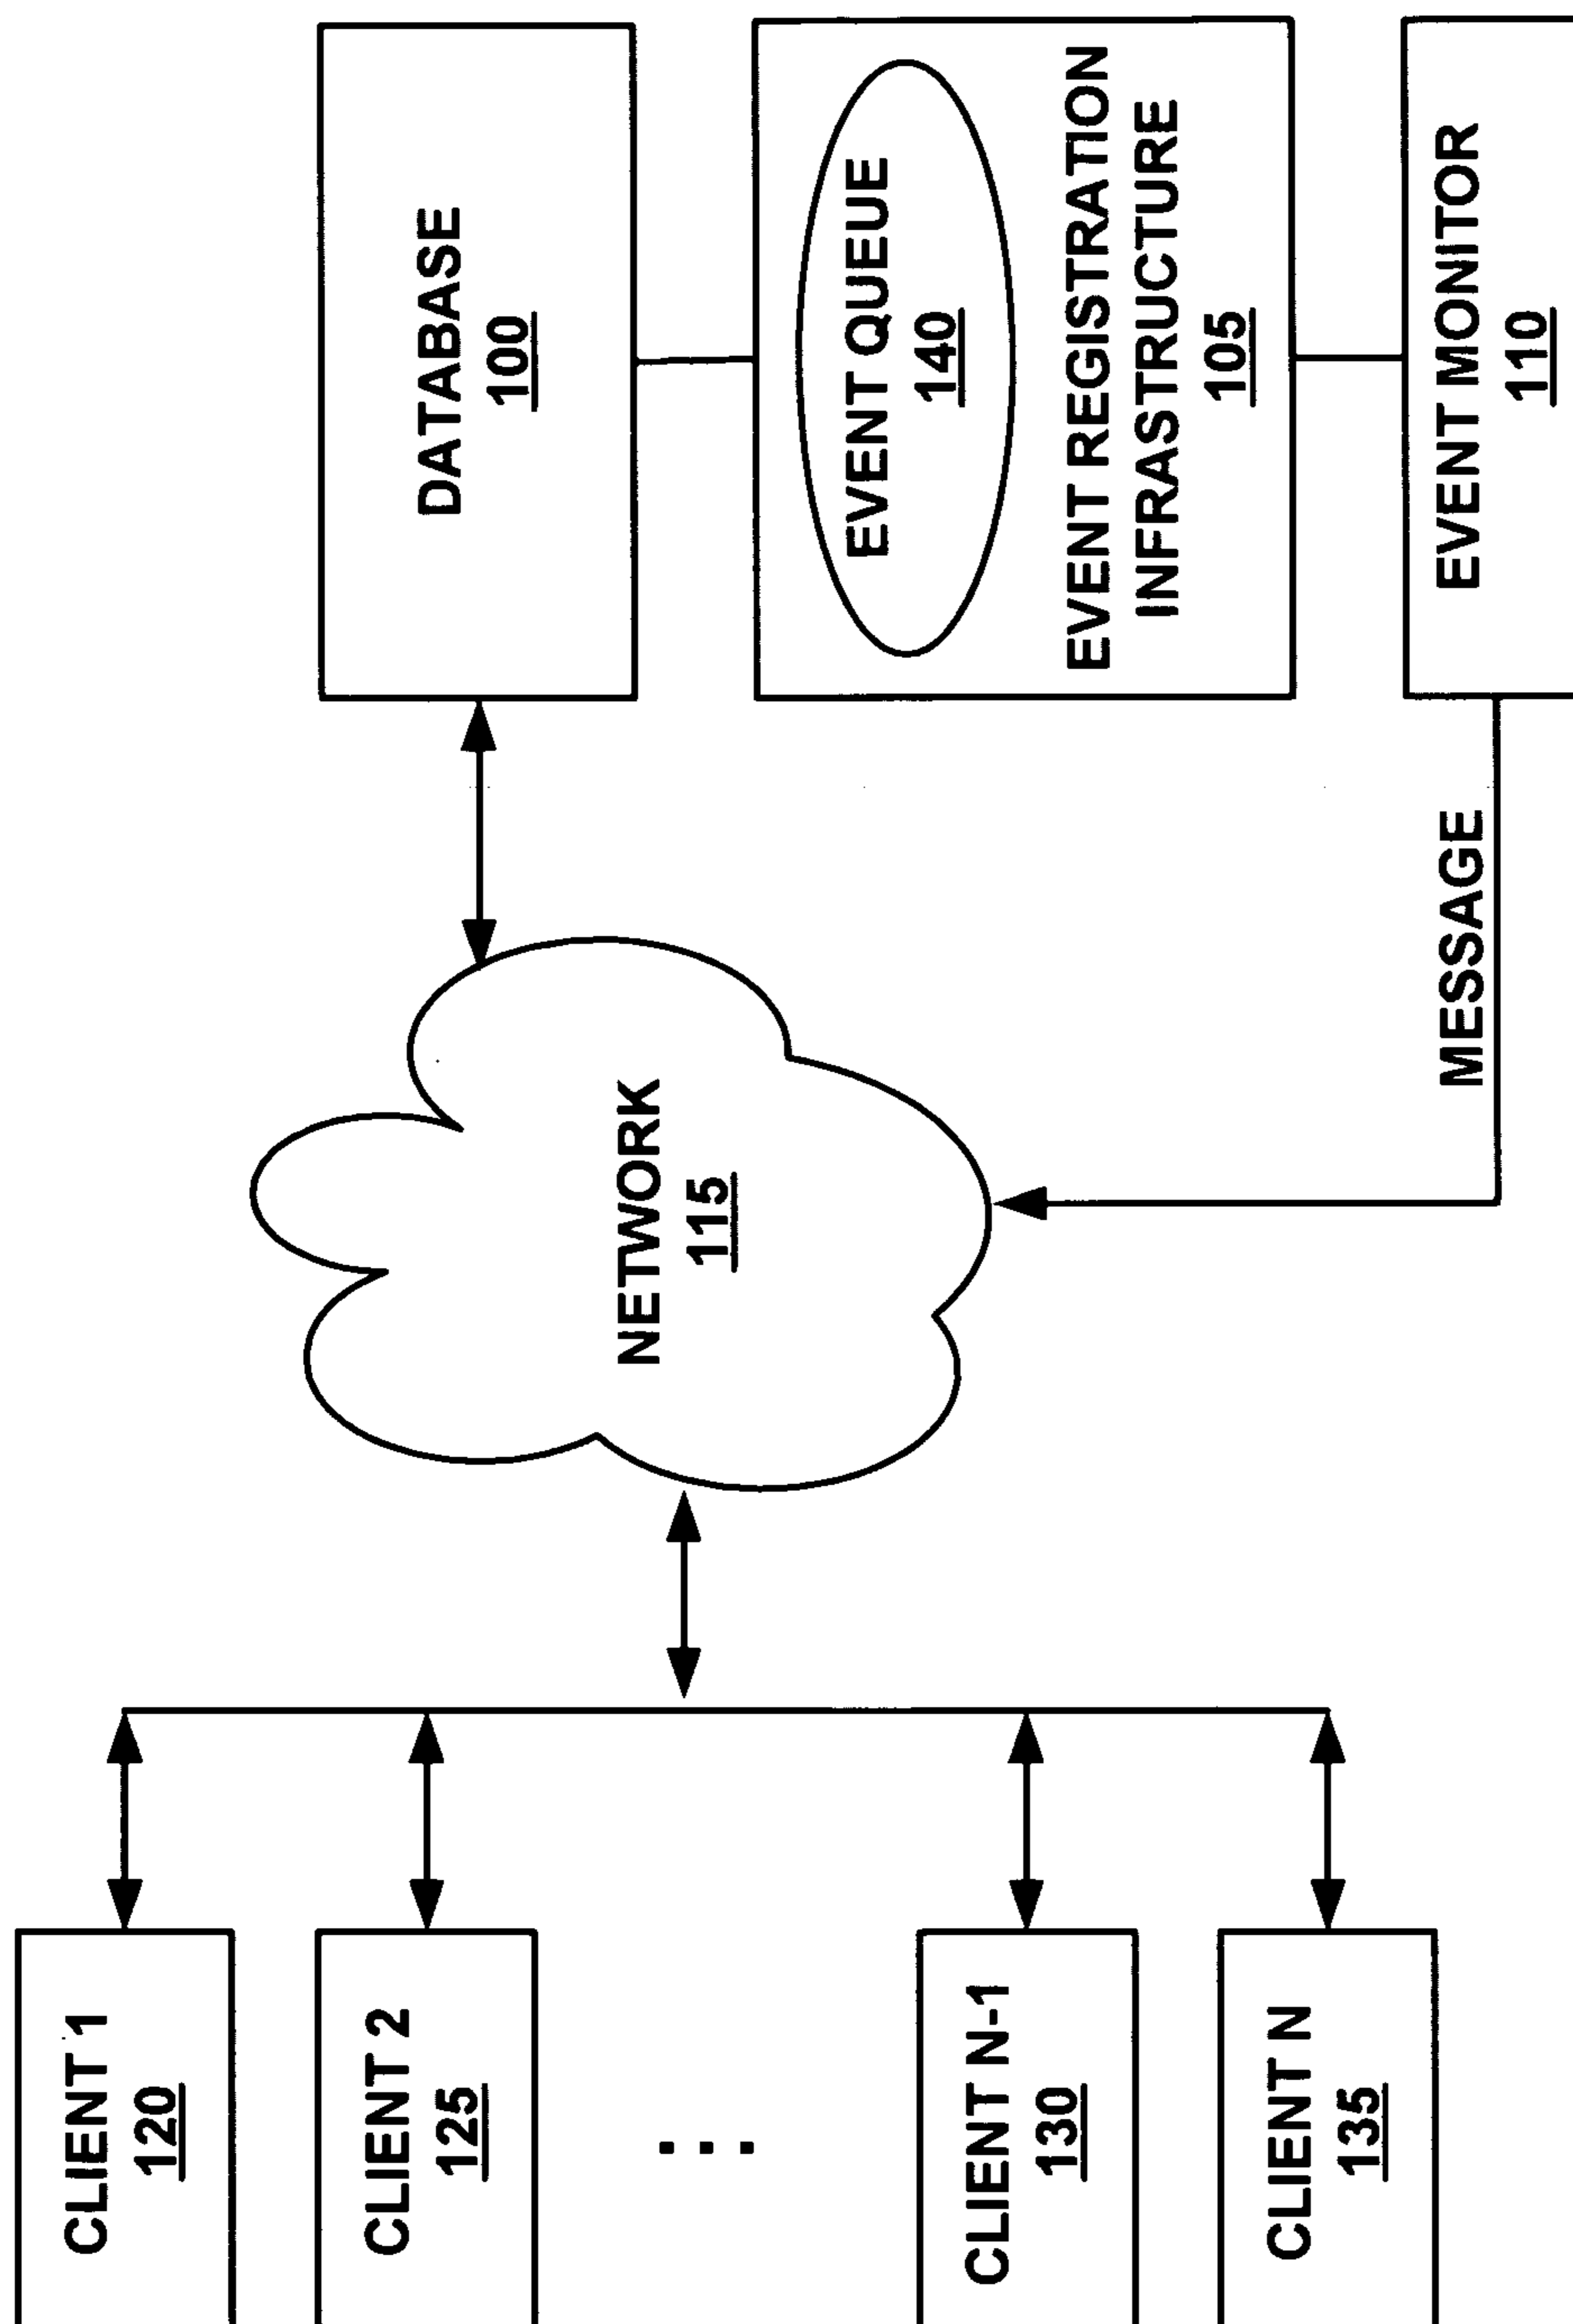 CLIENT 1
120
CLIENT 2
125
...
CLIENT N-1
130
CLIENT N
135
NETWORK
115
MESSAGE
DATABASE
100
EVENT QUEUE
140
EVENT REGISTRATION
INFRASTRUCTURE
105
EVENT MONITOR
110